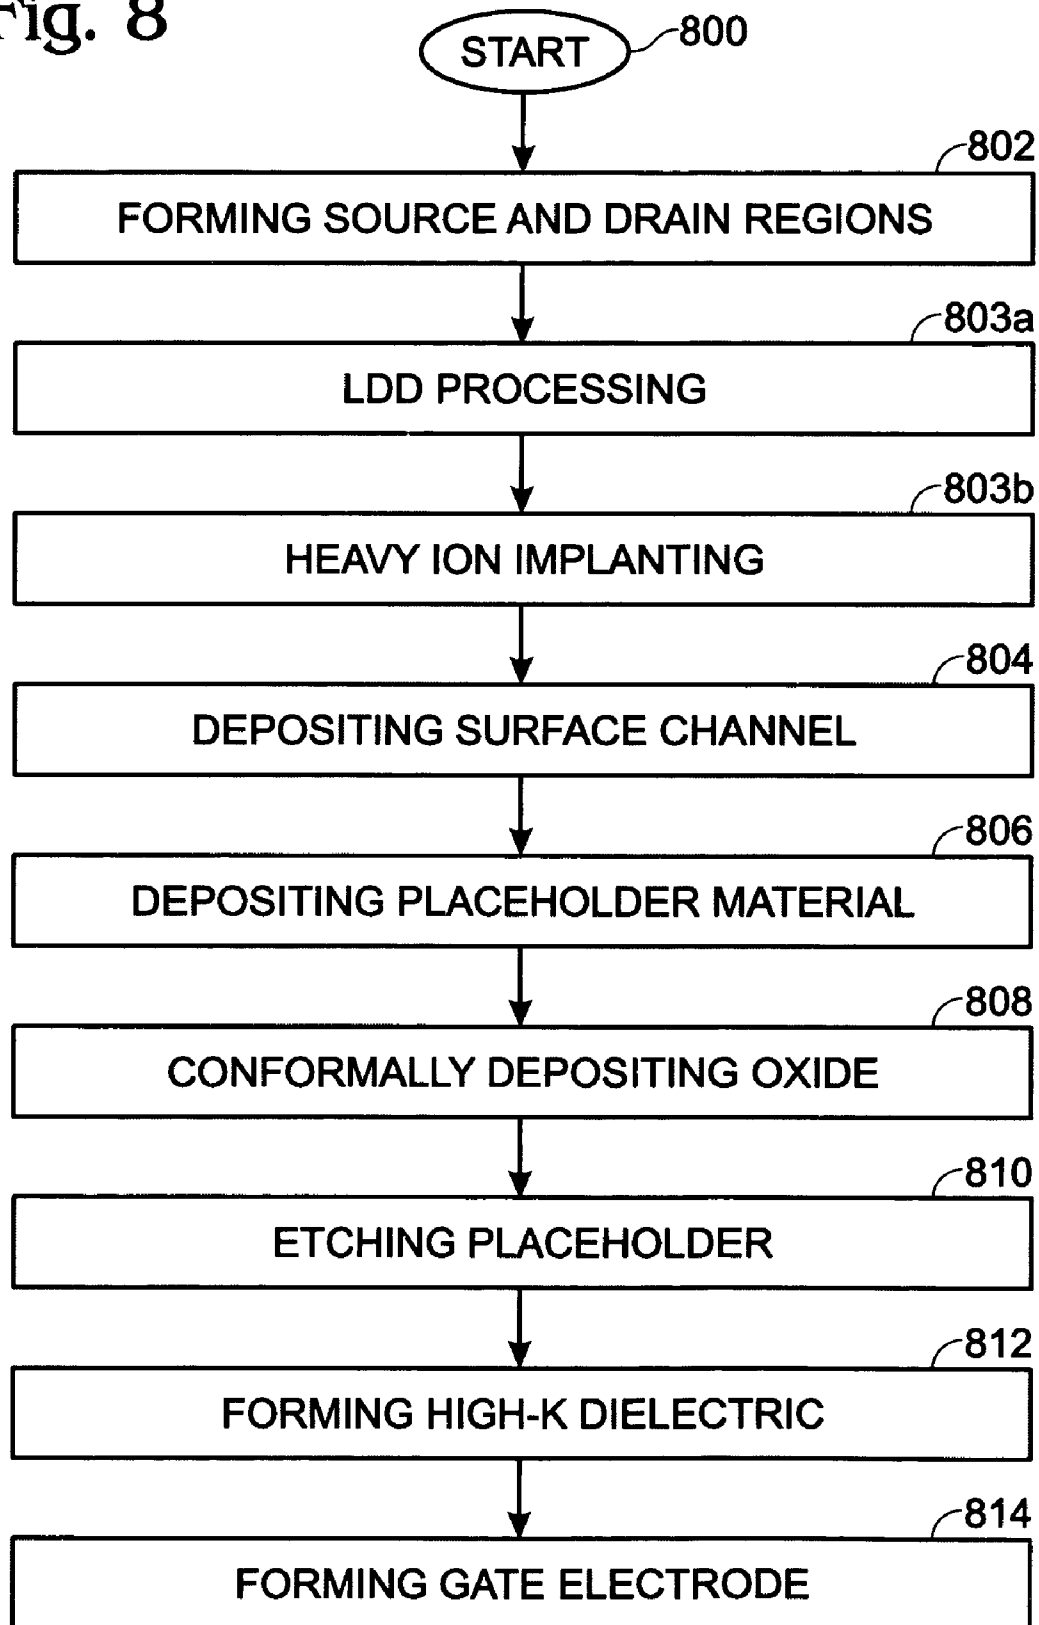 Fig. 8
START 800
802
FORMING SOURCE AND DRAIN REGIONS
803a
LDD PROCESSING
803b
HEAVY ION IMPLANTING
804
DEPOSITING SURFACE CHANNEL
806
DEPOSITING PLACEHOLDER MATERIAL
808
CONFORMALLY DEPOSITING OXIDE
810
ETCHING PLACEHOLDER
812
FORMING HIGH-K DIELECTRIC
814
FORMING GATE ELECTRODE